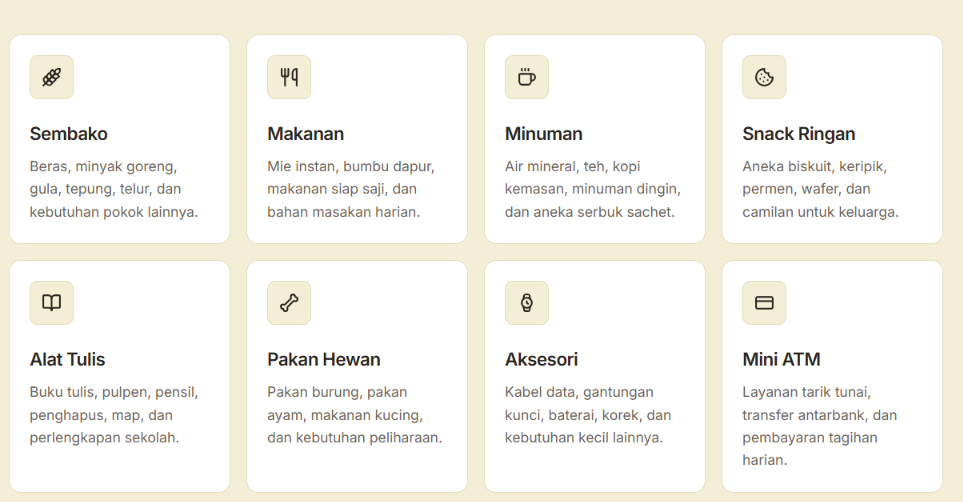 Sembako
Beras, minyak goreng,
gula, tepung, telur, dan
kebutuhan pokok lainnya.
Makanan
Mie instan, bumbu dapur,
makanan siap saji, dan
bahan masakan harian.
Minuman
Air mineral, teh, kopi
kemasan, minuman dingin,
dan aneka serbuk sachet.
Snack Ringan
Aneka biskuit, keripik,
permen, wafer, dan
camilan untuk keluarga.
Alat Tulis
Buku tulis, pulpen, pensil,
penghapus, map, dan
perlengkapan sekolah.
Pakan Hewan
Pakan burung, pakan
ayam, makanan kucing,
dan kebutuhan peliharaan.
Aksesori
Kabel data, gantungan
kunci, baterai, korek, dan
kebutuhan kecil lainnya.
Mini ATM
Layanan tarik tunai,
transfer antarbank, dan
pembayaran tagihan
harian.